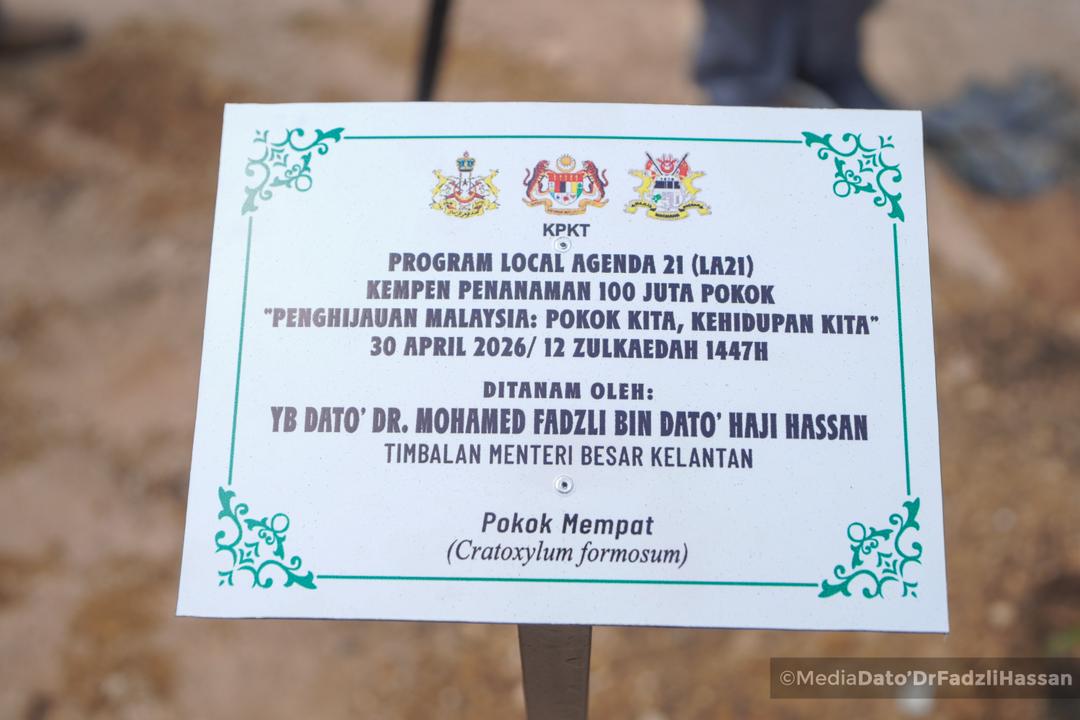 KPKT
PROGRAM LOCAL AGENDA 21 (LA21)
KEMPEN PENANAMAN 100 JUTA POKOK
"PENGHIJAUAN MALAYSIA: POKOK KITA, KEHIDUPAN KITA"
30 APRIL 2026/ 12 ZULKAEDAH 1447H
DITANAM OLEH:
YB DATO' DR. MOHAMED FADZLI BIN DATO' HAJI HASSAN
TIMBALAN MENTERI BESAR KELANTAN
Pokok Mempat
(Cratoxylum formosum)
©MediaDato'DrFadzliHassan